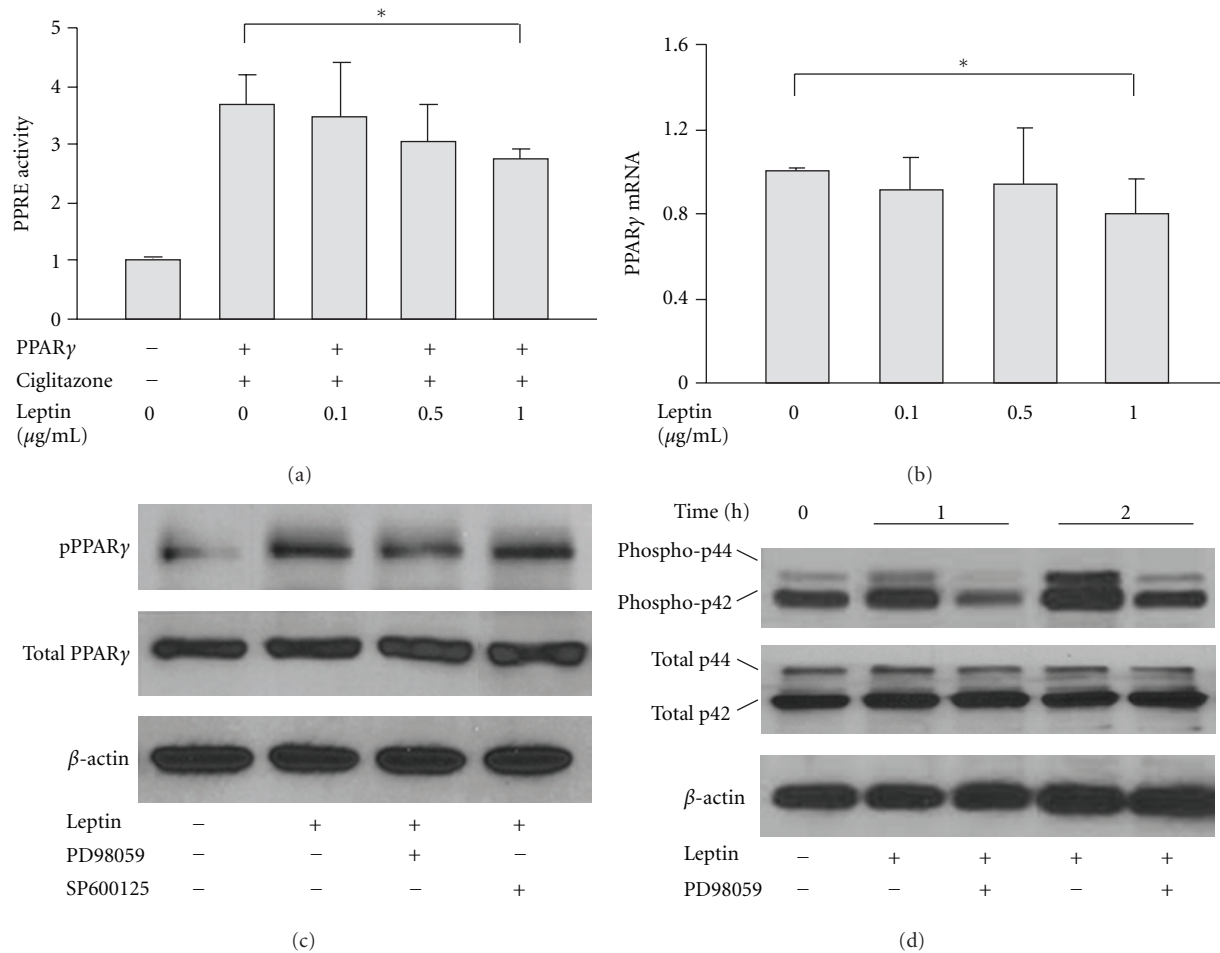 *
5
4
3
2
1
0
PPRE activity
PPARγ − + + + +
Ciglitazone − + + + +
Leptin 0 0 0.1 0.5 1
(μg/mL)
(a)
*
1.6
1.2
0.8
0.4
0
PPARγ mRNA
Leptin 0 0.1 0.5 1
(μg/mL)
(b)
pPPARγ
Total PPARγ
β-actin
Leptin − + + +
PD98059 − − + −
SP600125 − − − +
(c)
Time (h) 0 1 2
Phospho-p44
Phospho-p42
Total p44
Total p42
β-actin
Leptin − + + + +
PD98059 − − + − +
(d)